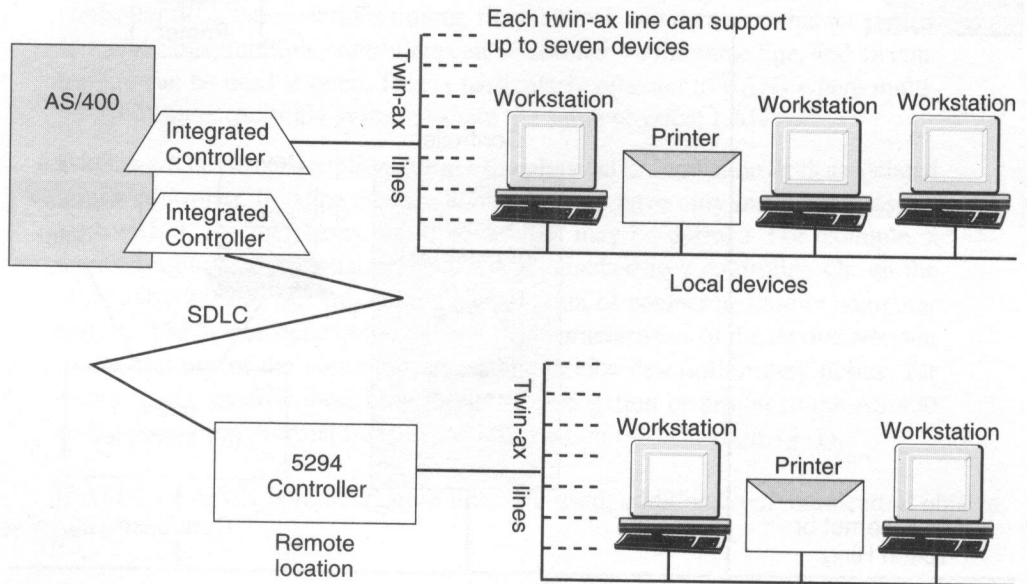 Each twin-ax line can support
up to seven devices
AS/400
Integrated
Controller
Twin-ax
lines
Workstation
Printer
Workstation
Workstation
Integrated
Controller
Local devices
SDLC
5294
Controller
Remote
location
Twin-ax
lines
Workstation
Printer
Workstation